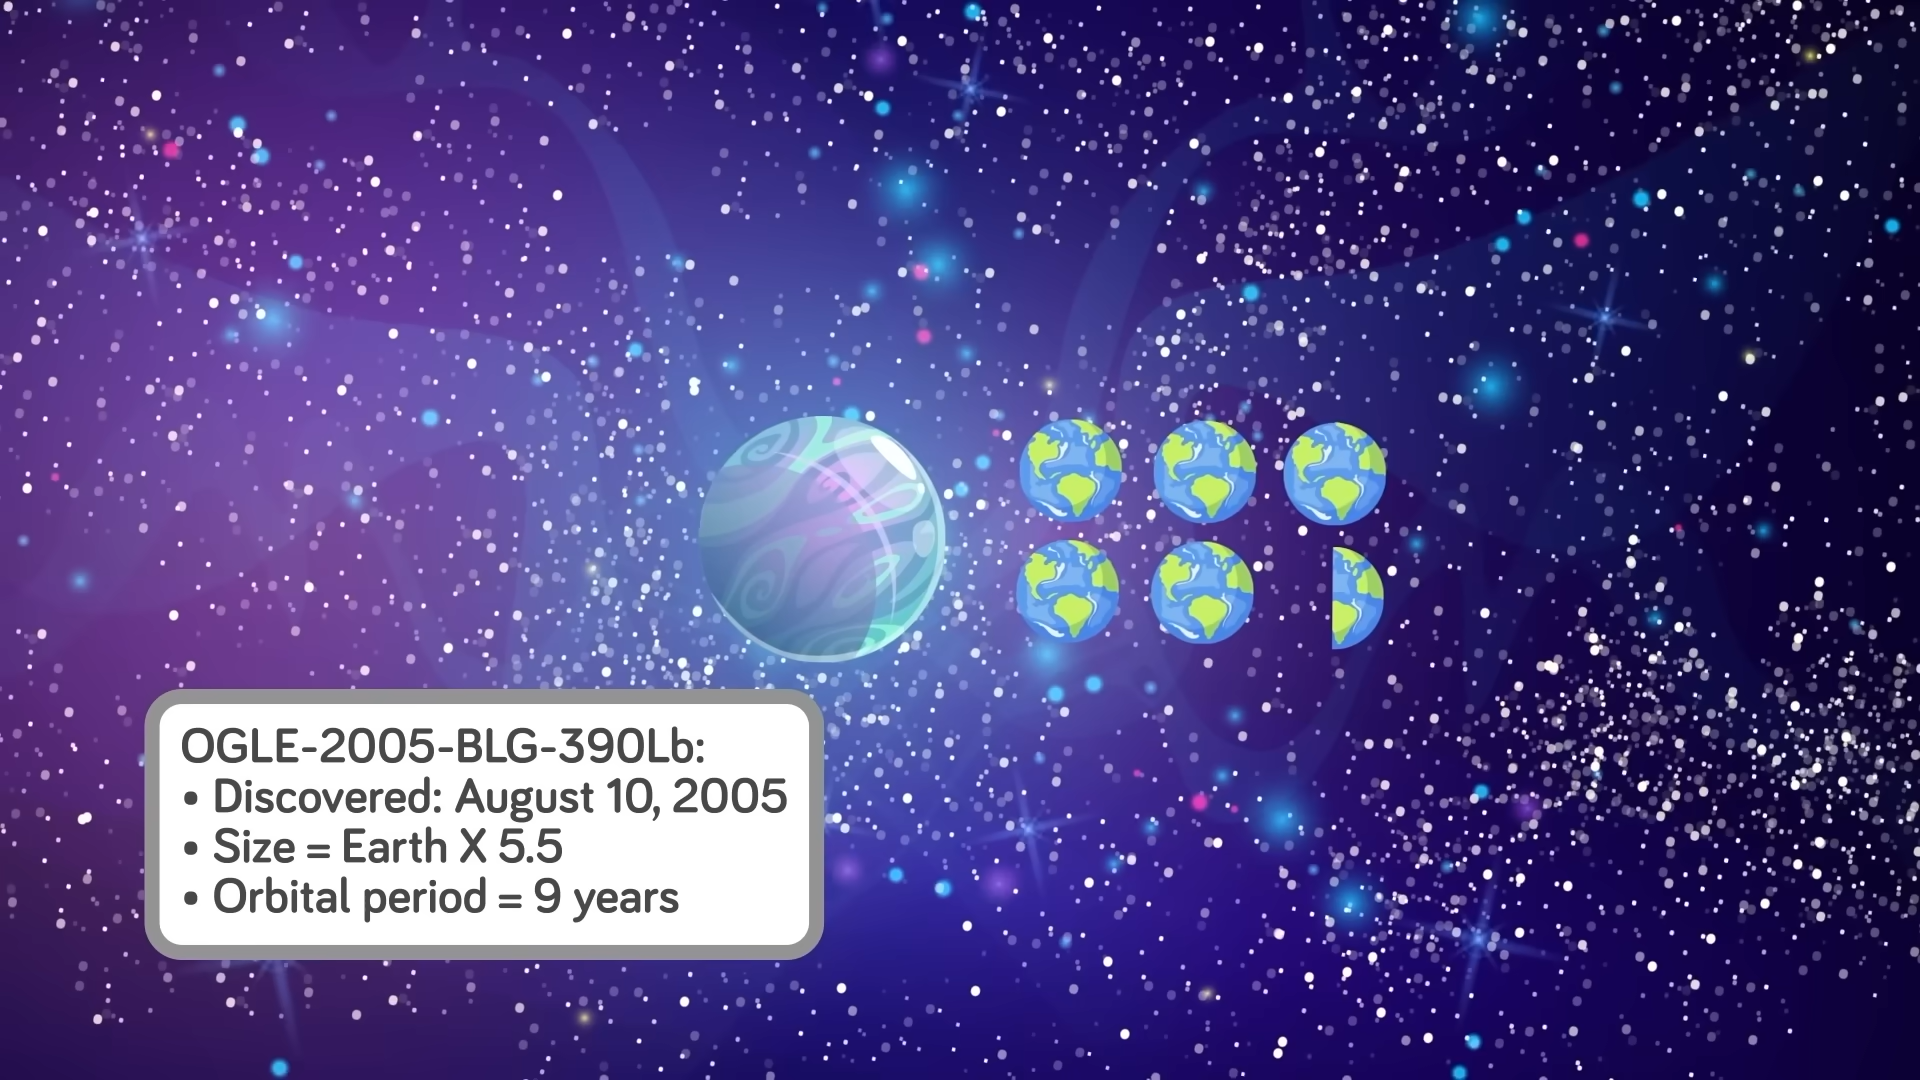 OGLE-2005-BLG-390Lb:
• Discovered: August 10, 2005
• Size = Earth X 5.5
• Orbital period = 9 years